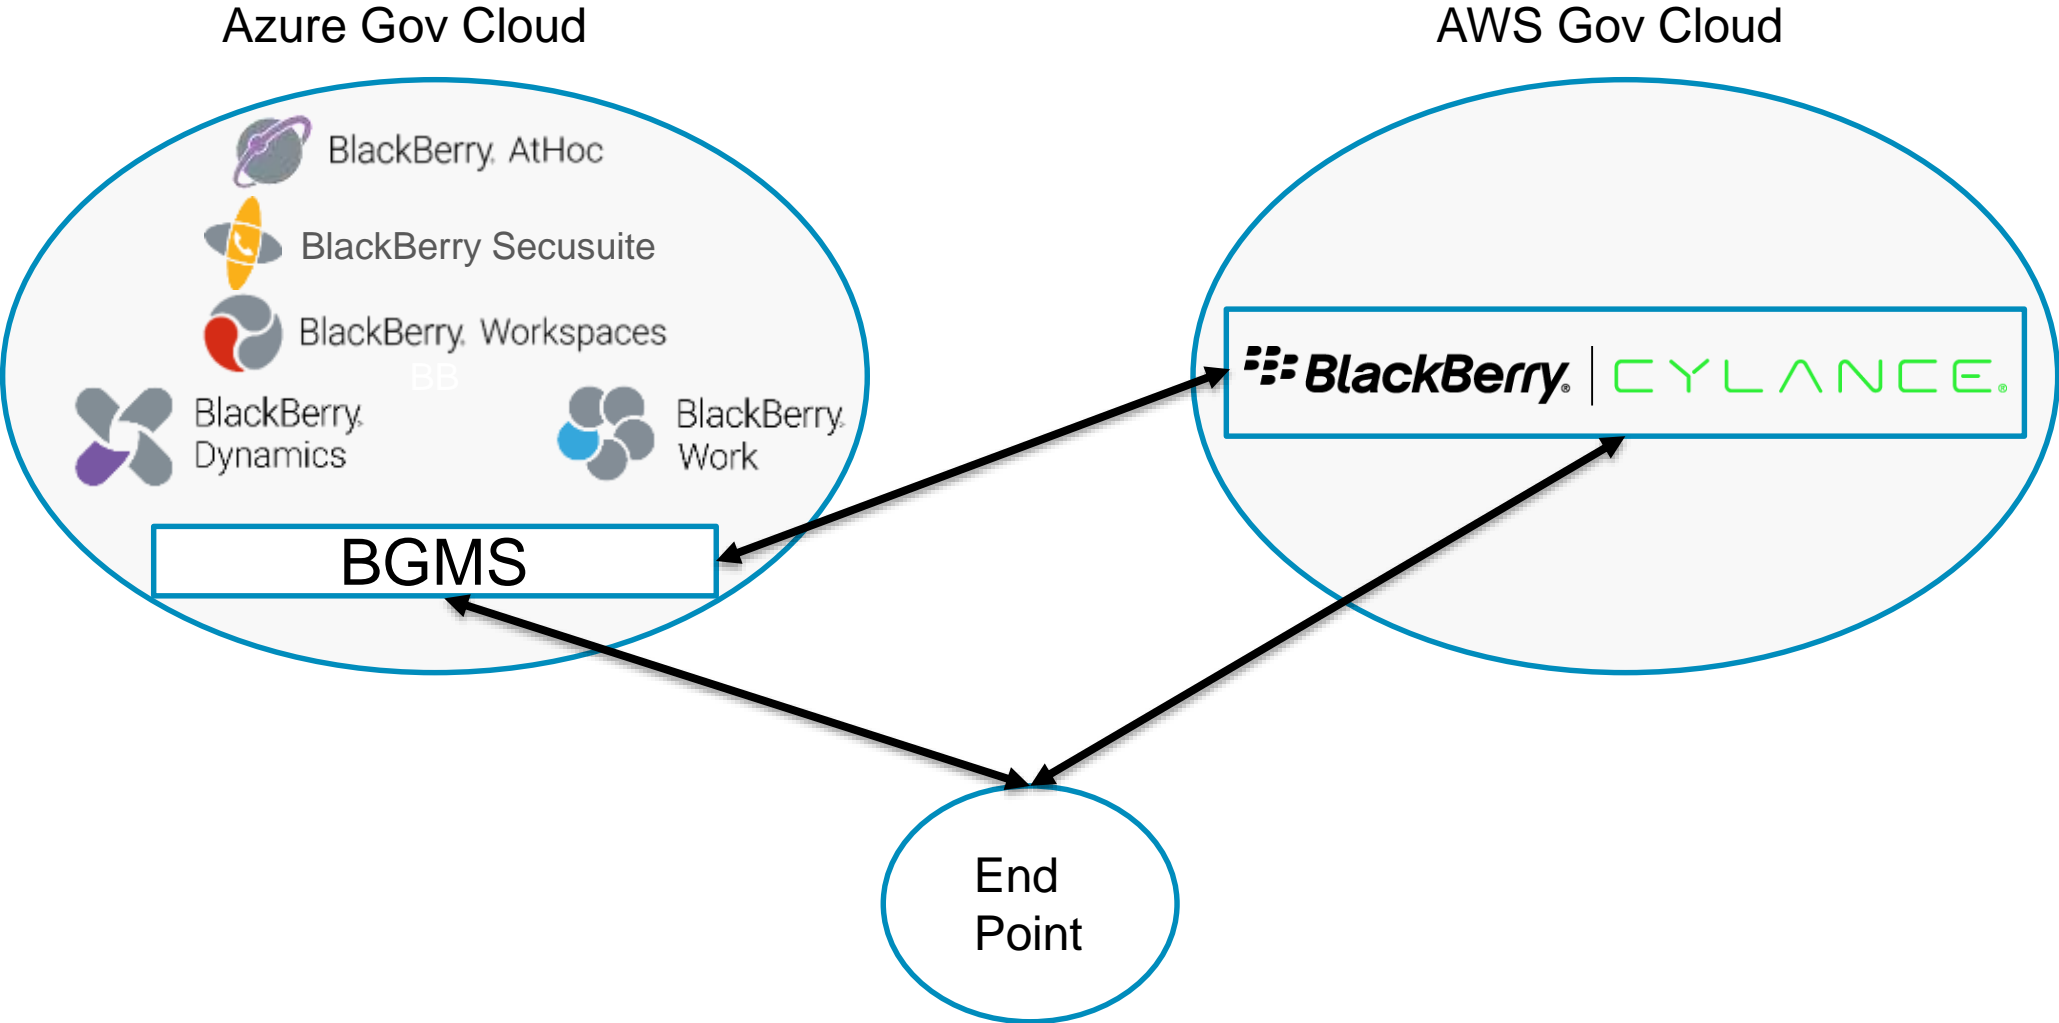 Azure Gov Cloud
AWS Gov Cloud
BlackBerry. AtHoc
BlackBerry Secusuite
BlackBerry. Workspaces
BB
BlackBerry.
Dynamics
BlackBerry.
Work
BGMS
BlackBerry® | CYLANCE®
End
Point